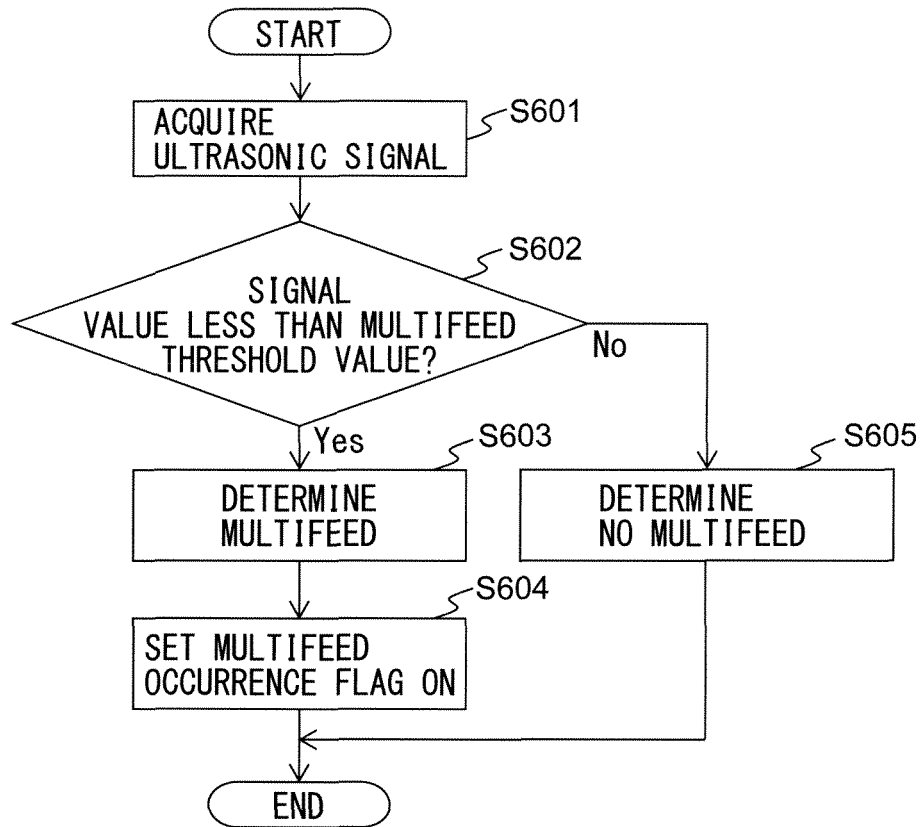 START
ACQUIRE
ULTRASONIC SIGNAL
S601
SIGNAL
VALUE LESS THAN MULTIFEED
THRESHOLD VALUE?
S602
No
Yes
DETERMINE
MULTIFEED
S603
DETERMINE
NO MULTIFEED
S605
SET MULTIFEED
OCCURRENCE FLAG ON
S604
END